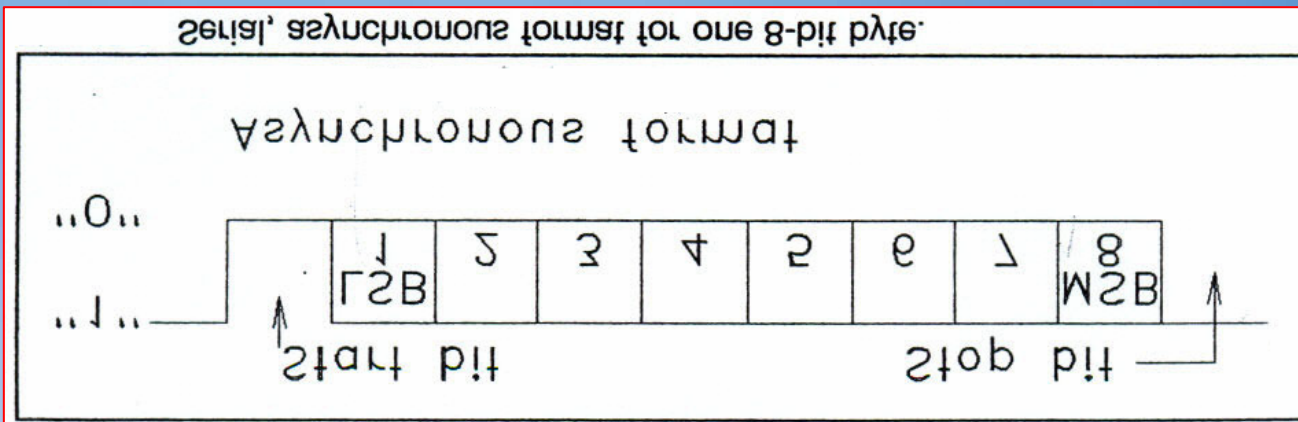 Serial, asynchronous format for one 8-bit byte.
Asynchronous format
"0"
1 2 3 4 5 6 7 8
LSB MSB
"1"
Start bit Stop bit